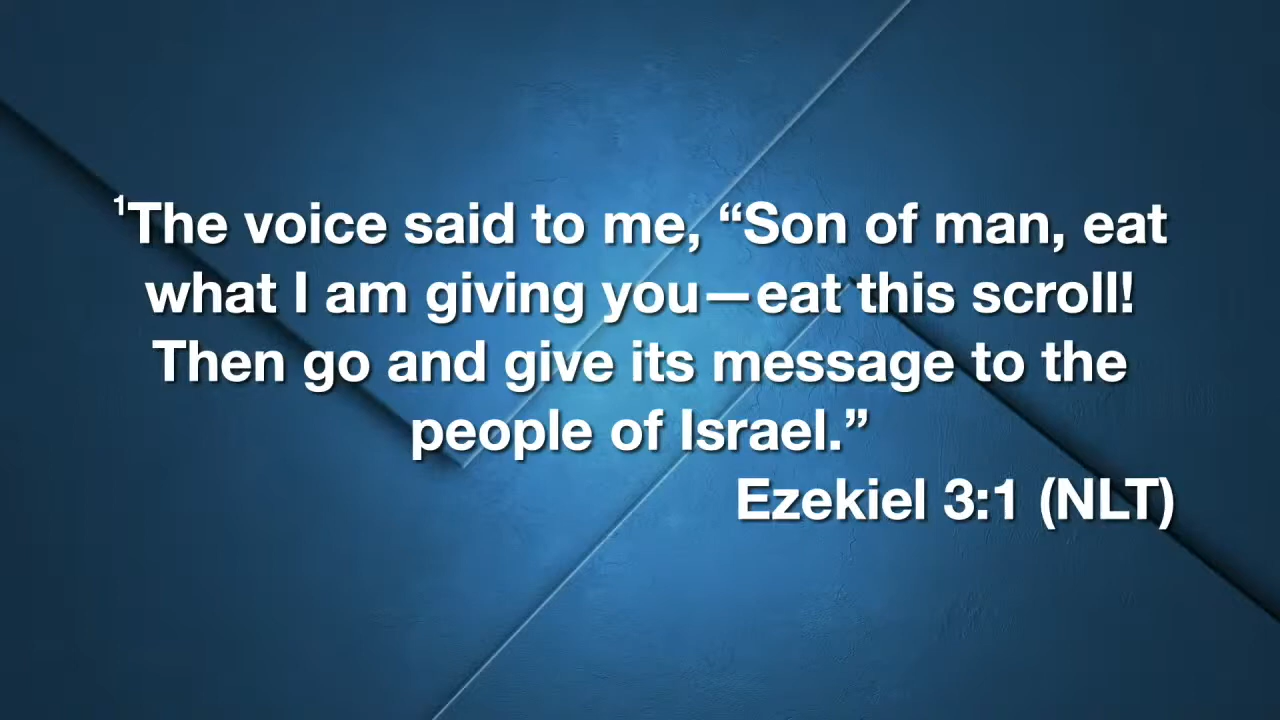 ¹The voice said to me, “Son of man, eat
what I am giving you—eat this scroll!
Then go and give its message to the
people of Israel.”
Ezekiel 3:1 (NLT)